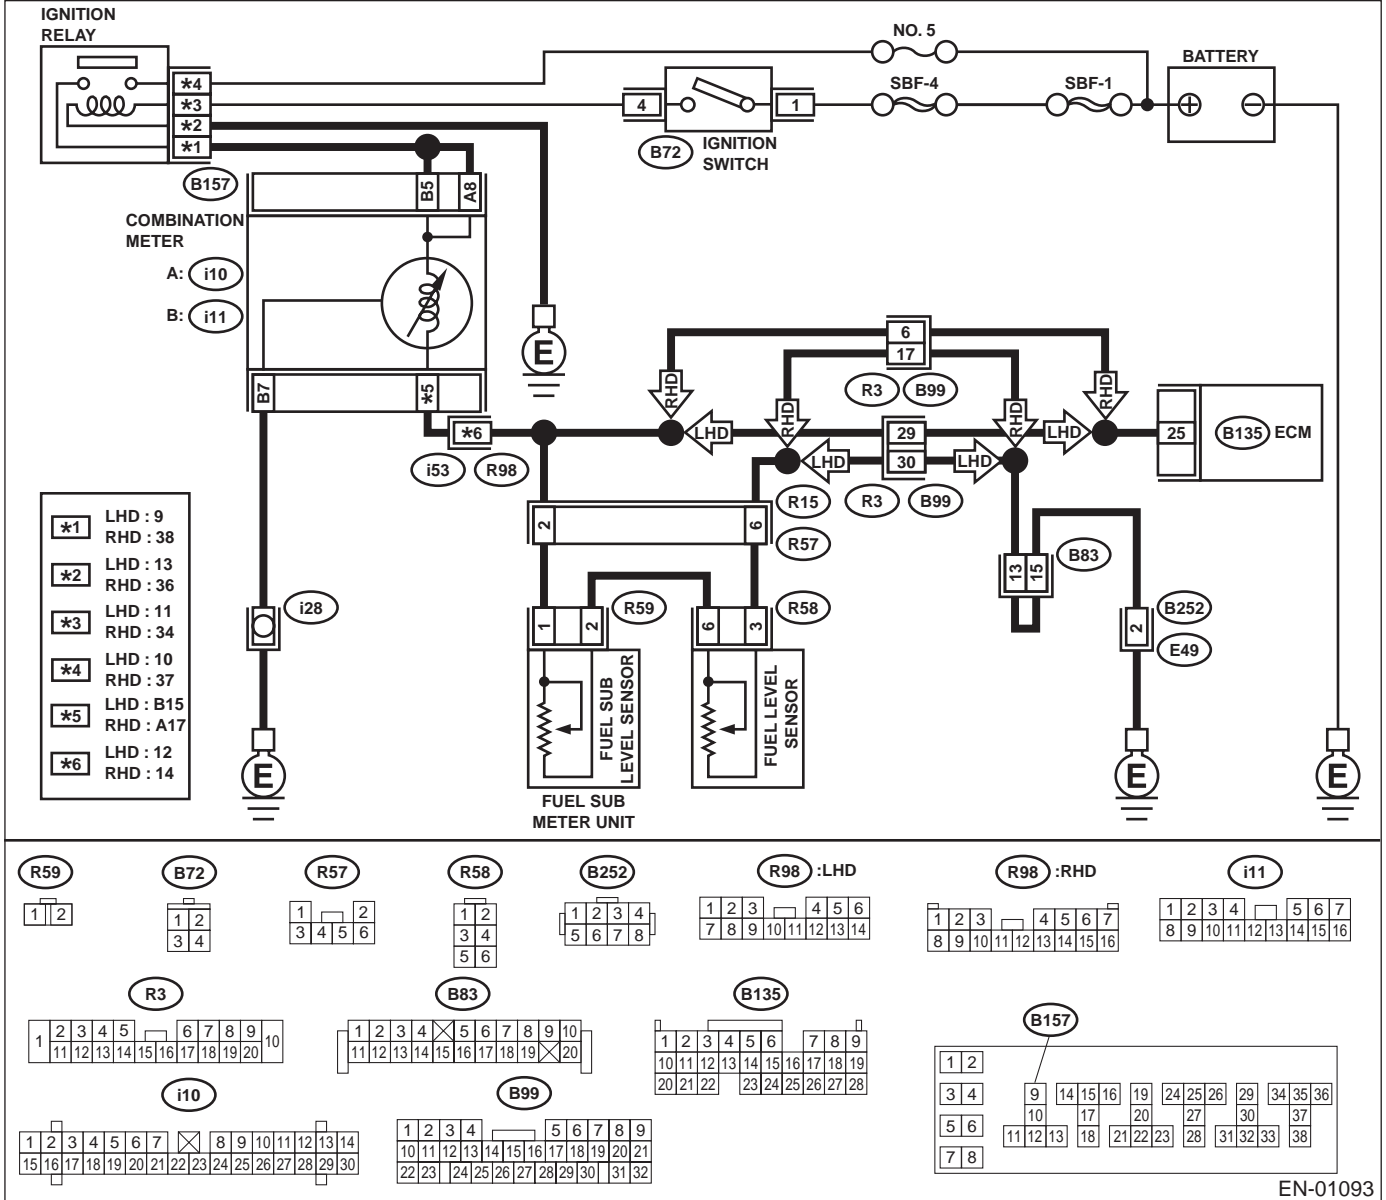 IGNITION
RELAY
*4
*3
*2
*1
B157
NO. 5
SBF-4
SBF-1
BATTERY
4
1
B72
IGNITION
SWITCH
B5
A8
COMBINATION
METER
A: i10
B: i11
B7
*5
E
6
17
R3 B99
RHD
RHD
RHD
RHD
*6
i53 R98
LHD
29
LHD
25
B135 ECM
LHD
30
LHD
R3 B99
R15
2
6
R57
*1 LHD : 9
RHD : 38
*2 LHD : 13
RHD : 36
*3 LHD : 11
RHD : 34
*4 LHD : 10
RHD : 37
*5 LHD : B15
RHD : A17
*6 LHD : 12
RHD : 14
i28
1
2
R59
6
3
R58
13
15
B83
B252
2
E49
FUEL SUB
LEVEL SENSOR
FUEL LEVEL
SENSOR
E
E
E
FUEL SUB
METER UNIT
R59
1 2
B72
1 2
3 4
R57
1 2
3 4 5 6
R58
1 2
3 4
5 6
B252
1 2 3 4
5 6 7 8
R98 :LHD
1 2 3 4 5 6
7 8 9 10 11 12 13 14
R98 :RHD
1 2 3 4 5 6 7
8 9 10 11 12 13 14 15 16
i11
1 2 3 4 5 6 7
8 9 10 11 12 13 14 15 16
R3
1 2 3 4 5 6 7 8 9 10
11 12 13 14 15 16 17 18 19 20
B83
1 2 3 4 5 6 7 8 9 10
11 12 13 14 15 16 17 18 19 20
B135
1 2 3 4 5 6 7 8 9
10 11 12 13 14 15 16 17 18 19
20 21 22 23 24 25 26 27 28
B157
1 2
3 4 9 14 15 16 19 24 25 26 29 34 35 36
5 6 10 17 20 27 30 37
11 12 13 18 21 22 23 28 31 32 33 38
7 8
i10
1 2 3 4 5 6 7 8 9 10 11 12 13 14
15 16 17 18 19 20 21 22 23 24 25 26 27 28 29 30
B99
1 2 3 4 5 6 7 8 9
10 11 12 13 14 15 16 17 18 19 20 21
22 23 24 25 26 27 28 29 30 31 32
EN-01093